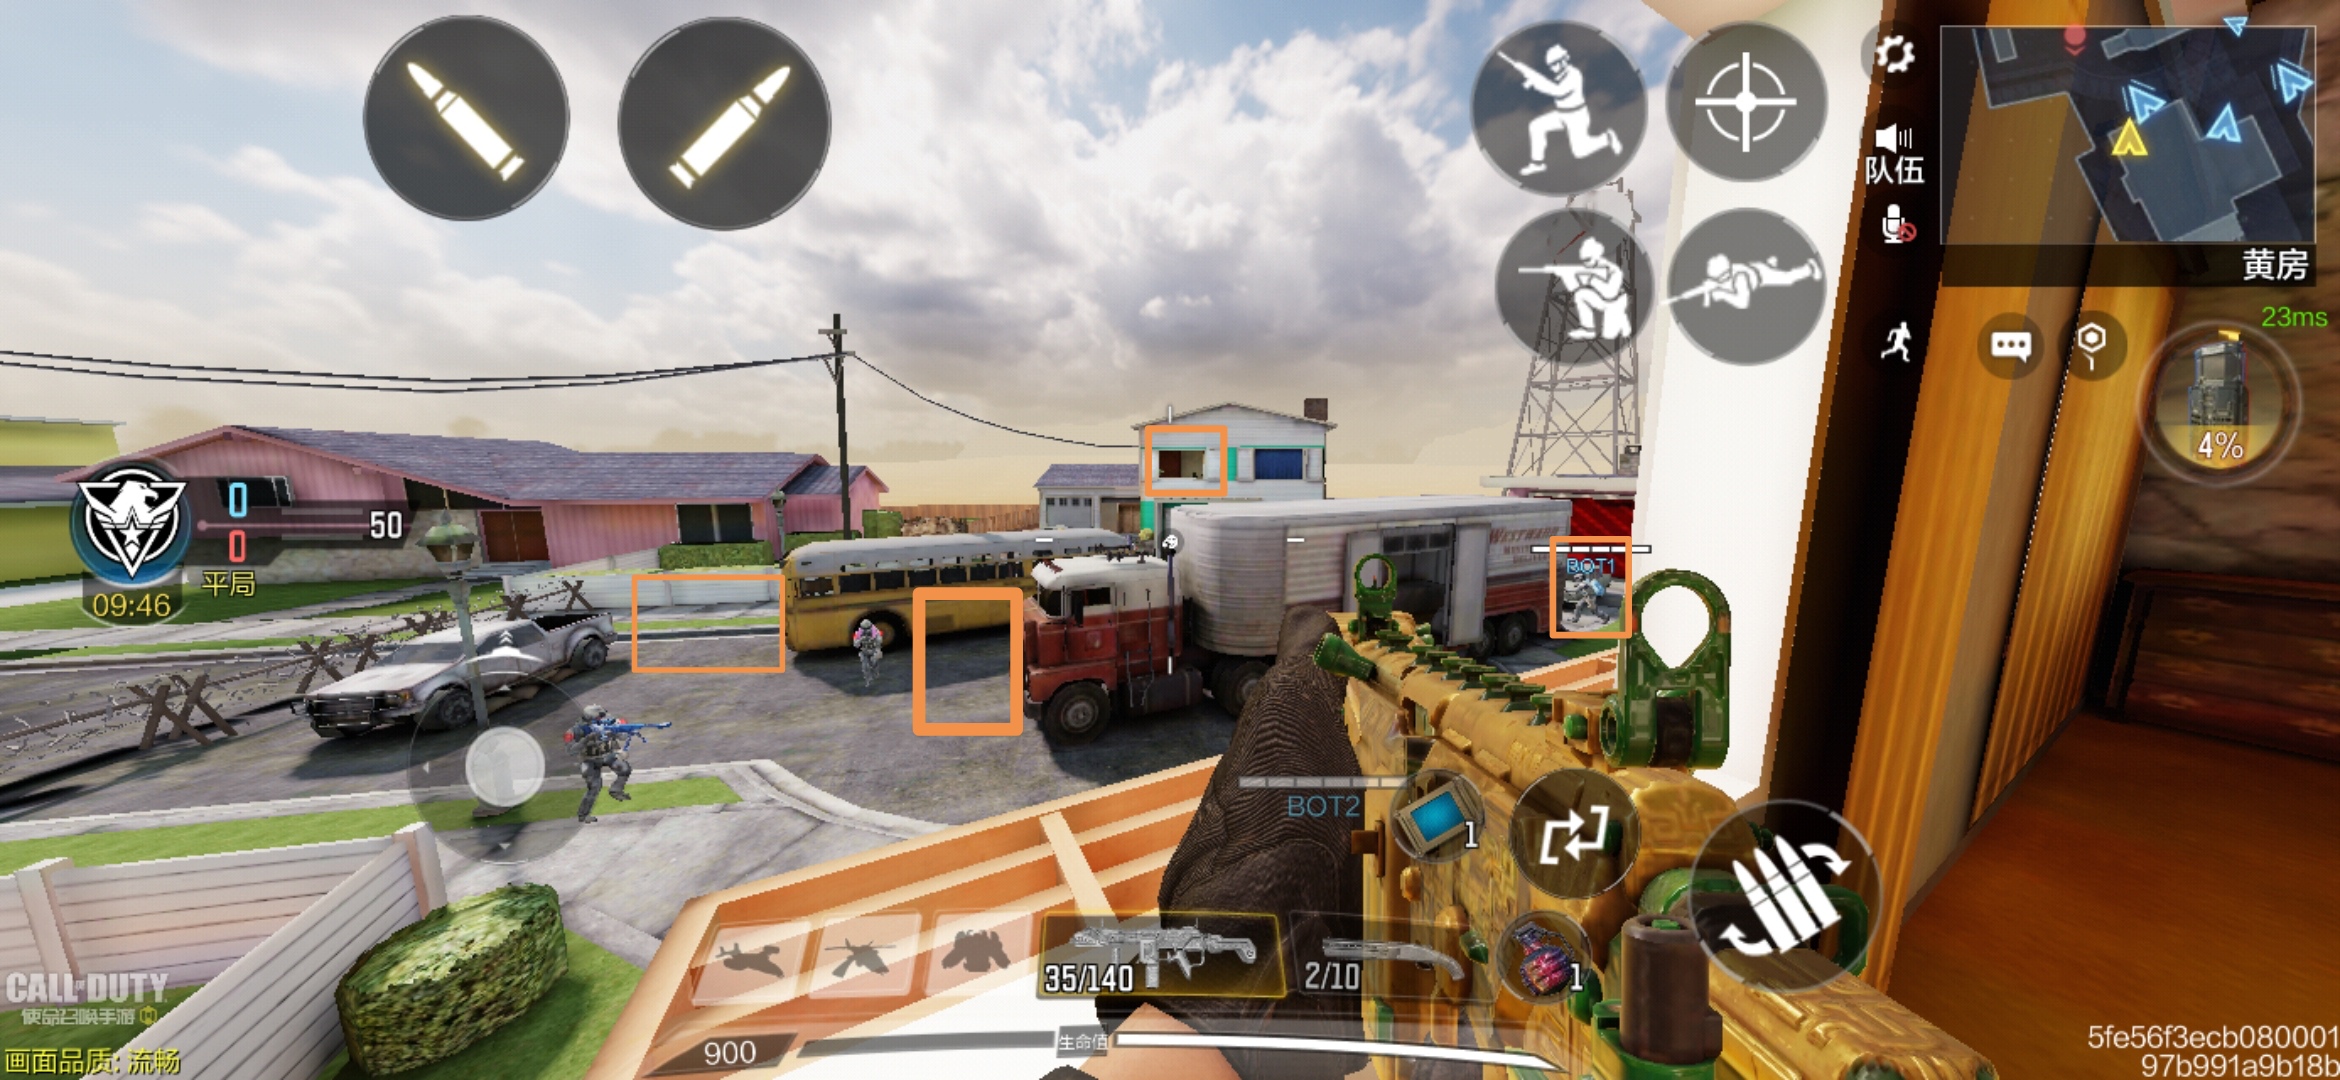 队伍
黄房
23ms
4%
0
50
0
平局
09:46
BOT1
BOT2
1
35/140
2/10
1
CALL OF DUTY
使命召唤手游
900
生命值
画面品质: 流畅
5fe56f3ecb080001
97b991a9b18b